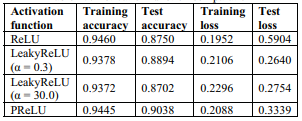 Activation function Training accuracy Test accuracy Training loss Test loss
ReLU 0.9460 0.8750 0.1952 0.5904
LeakyReLU (α = 0.3) 0.9378 0.8894 0.2106 0.2640
LeakyReLU (α = 30.0) 0.9372 0.8702 0.2296 0.2754
PReLU 0.9445 0.9038 0.2088 0.3339